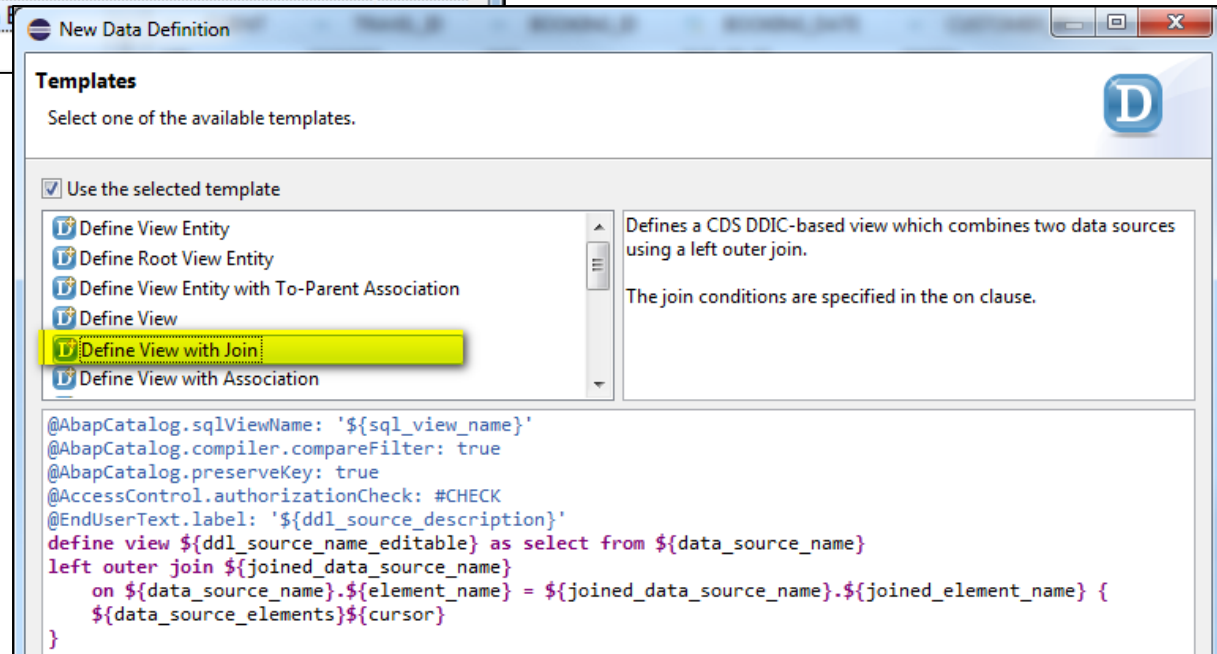 New Data Definition
Templates
Select one of the available templates.
Use the selected template
Define View Entity
Define Root View Entity
Define View Entity with To-Parent Association
Define View
Define View with Join
Define View with Association
Defines a CDS DDIC-based view which combines two data sources
using a left outer join.
The join conditions are specified in the on clause.
@AbapCatalog.sqlViewName: '${sql_view_name}'
@AbapCatalog.compiler.compareFilter: true
@AbapCatalog.preserveKey: true
@AccessControl.authorizationCheck: #CHECK
@EndUserText.label: '${ddl_source_description}'
define view ${ddl_source_name_editable} as select from ${data_source_name}
left outer join ${joined_data_source_name}
    on ${data_source_name}.${element_name} = ${joined_data_source_name}.${joined_element_name} {
    ${data_source_elements}${cursor}
}